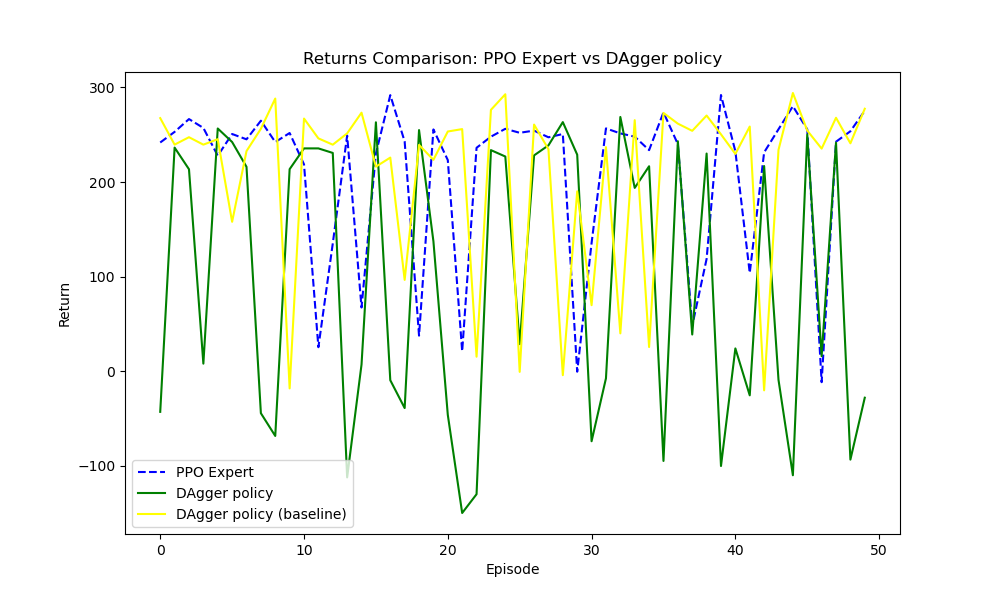 Returns Comparison: PPO Expert vs DAgger policy
300
200
100
0
−100
Return
PPO Expert
DAgger policy
DAgger policy (baseline)
0 10 20 30 40 50
Episode